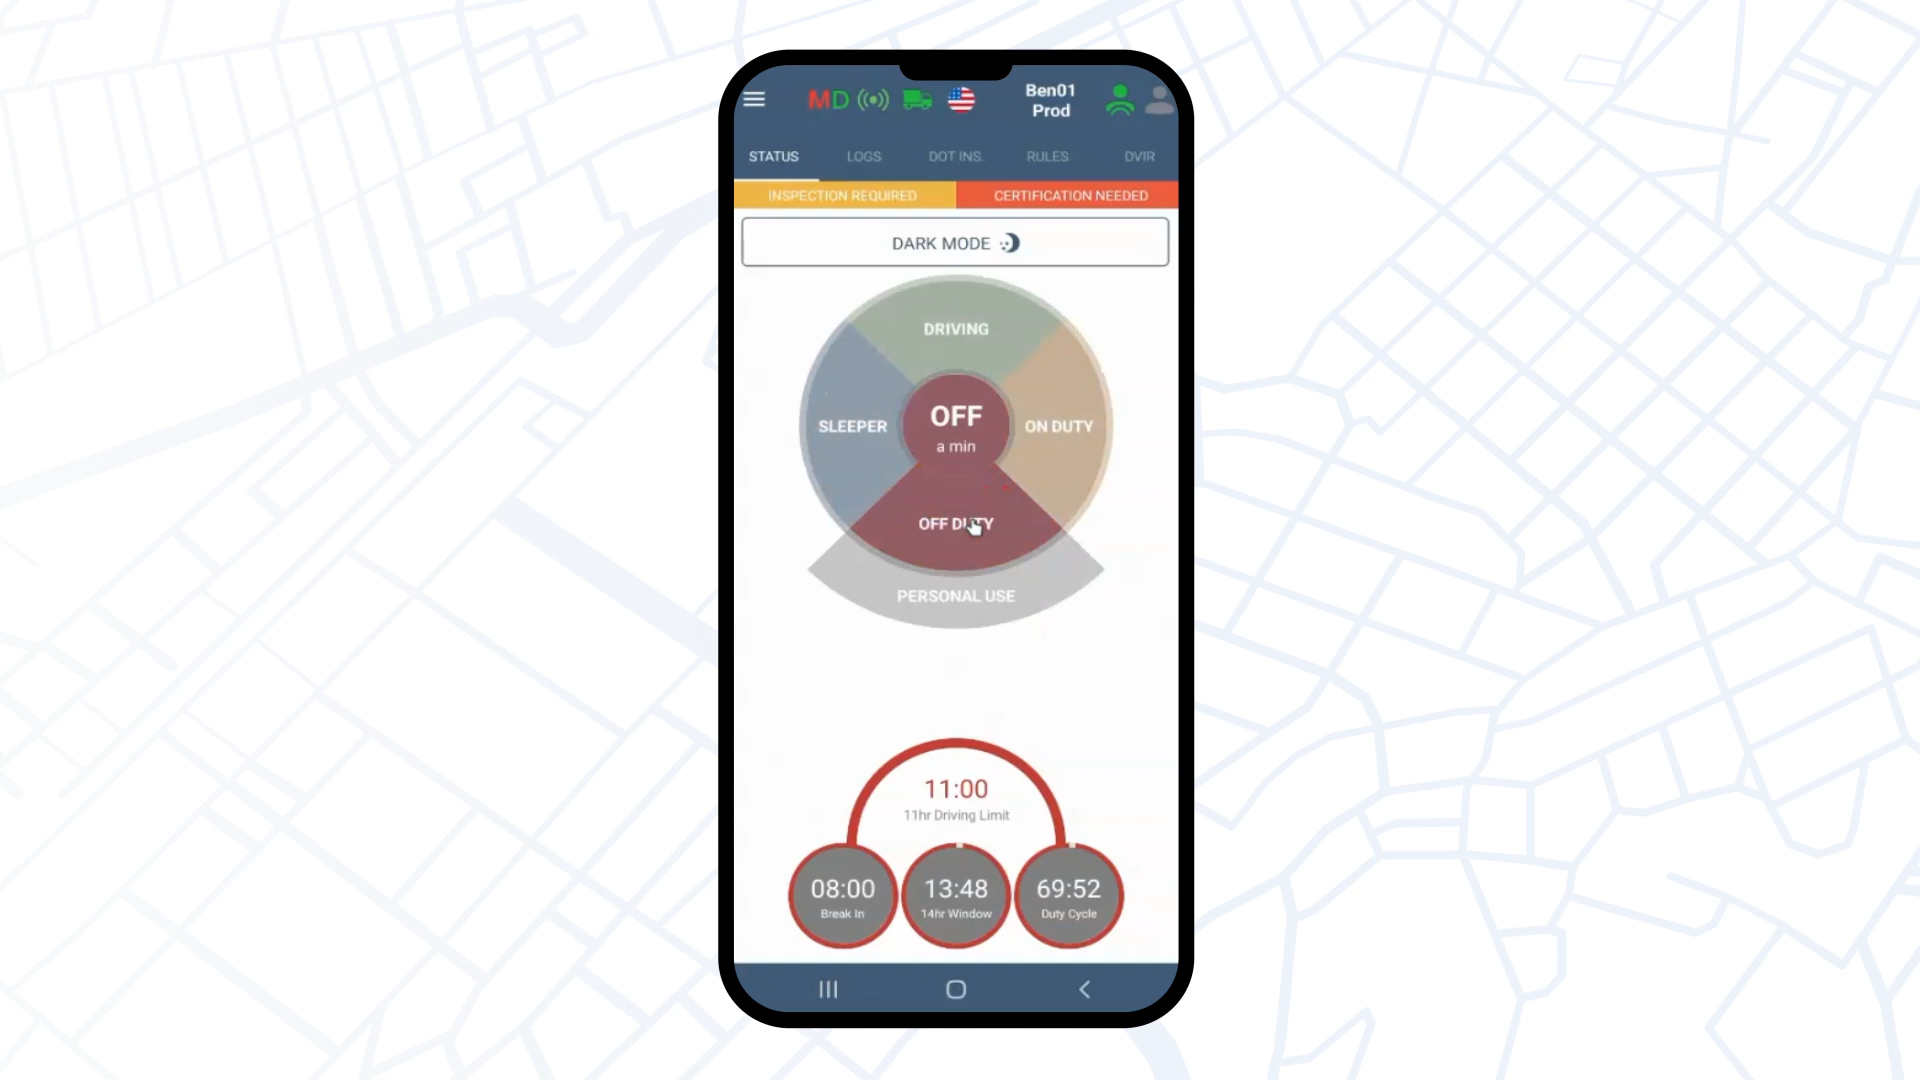 MD
Ben01
Prod
STATUS
LOGS
DOT INS.
RULES
DVIR
INSPECTION REQUIRED
CERTIFICATION NEEDED
DARK MODE
DRIVING
SLEEPER
OFF
a min
ON DUTY
OFF DUTY
PERSONAL USE
11:00
11hr Driving Limit
08:00
Break In
13:48
14hr Window
69:52
Duty Cycle